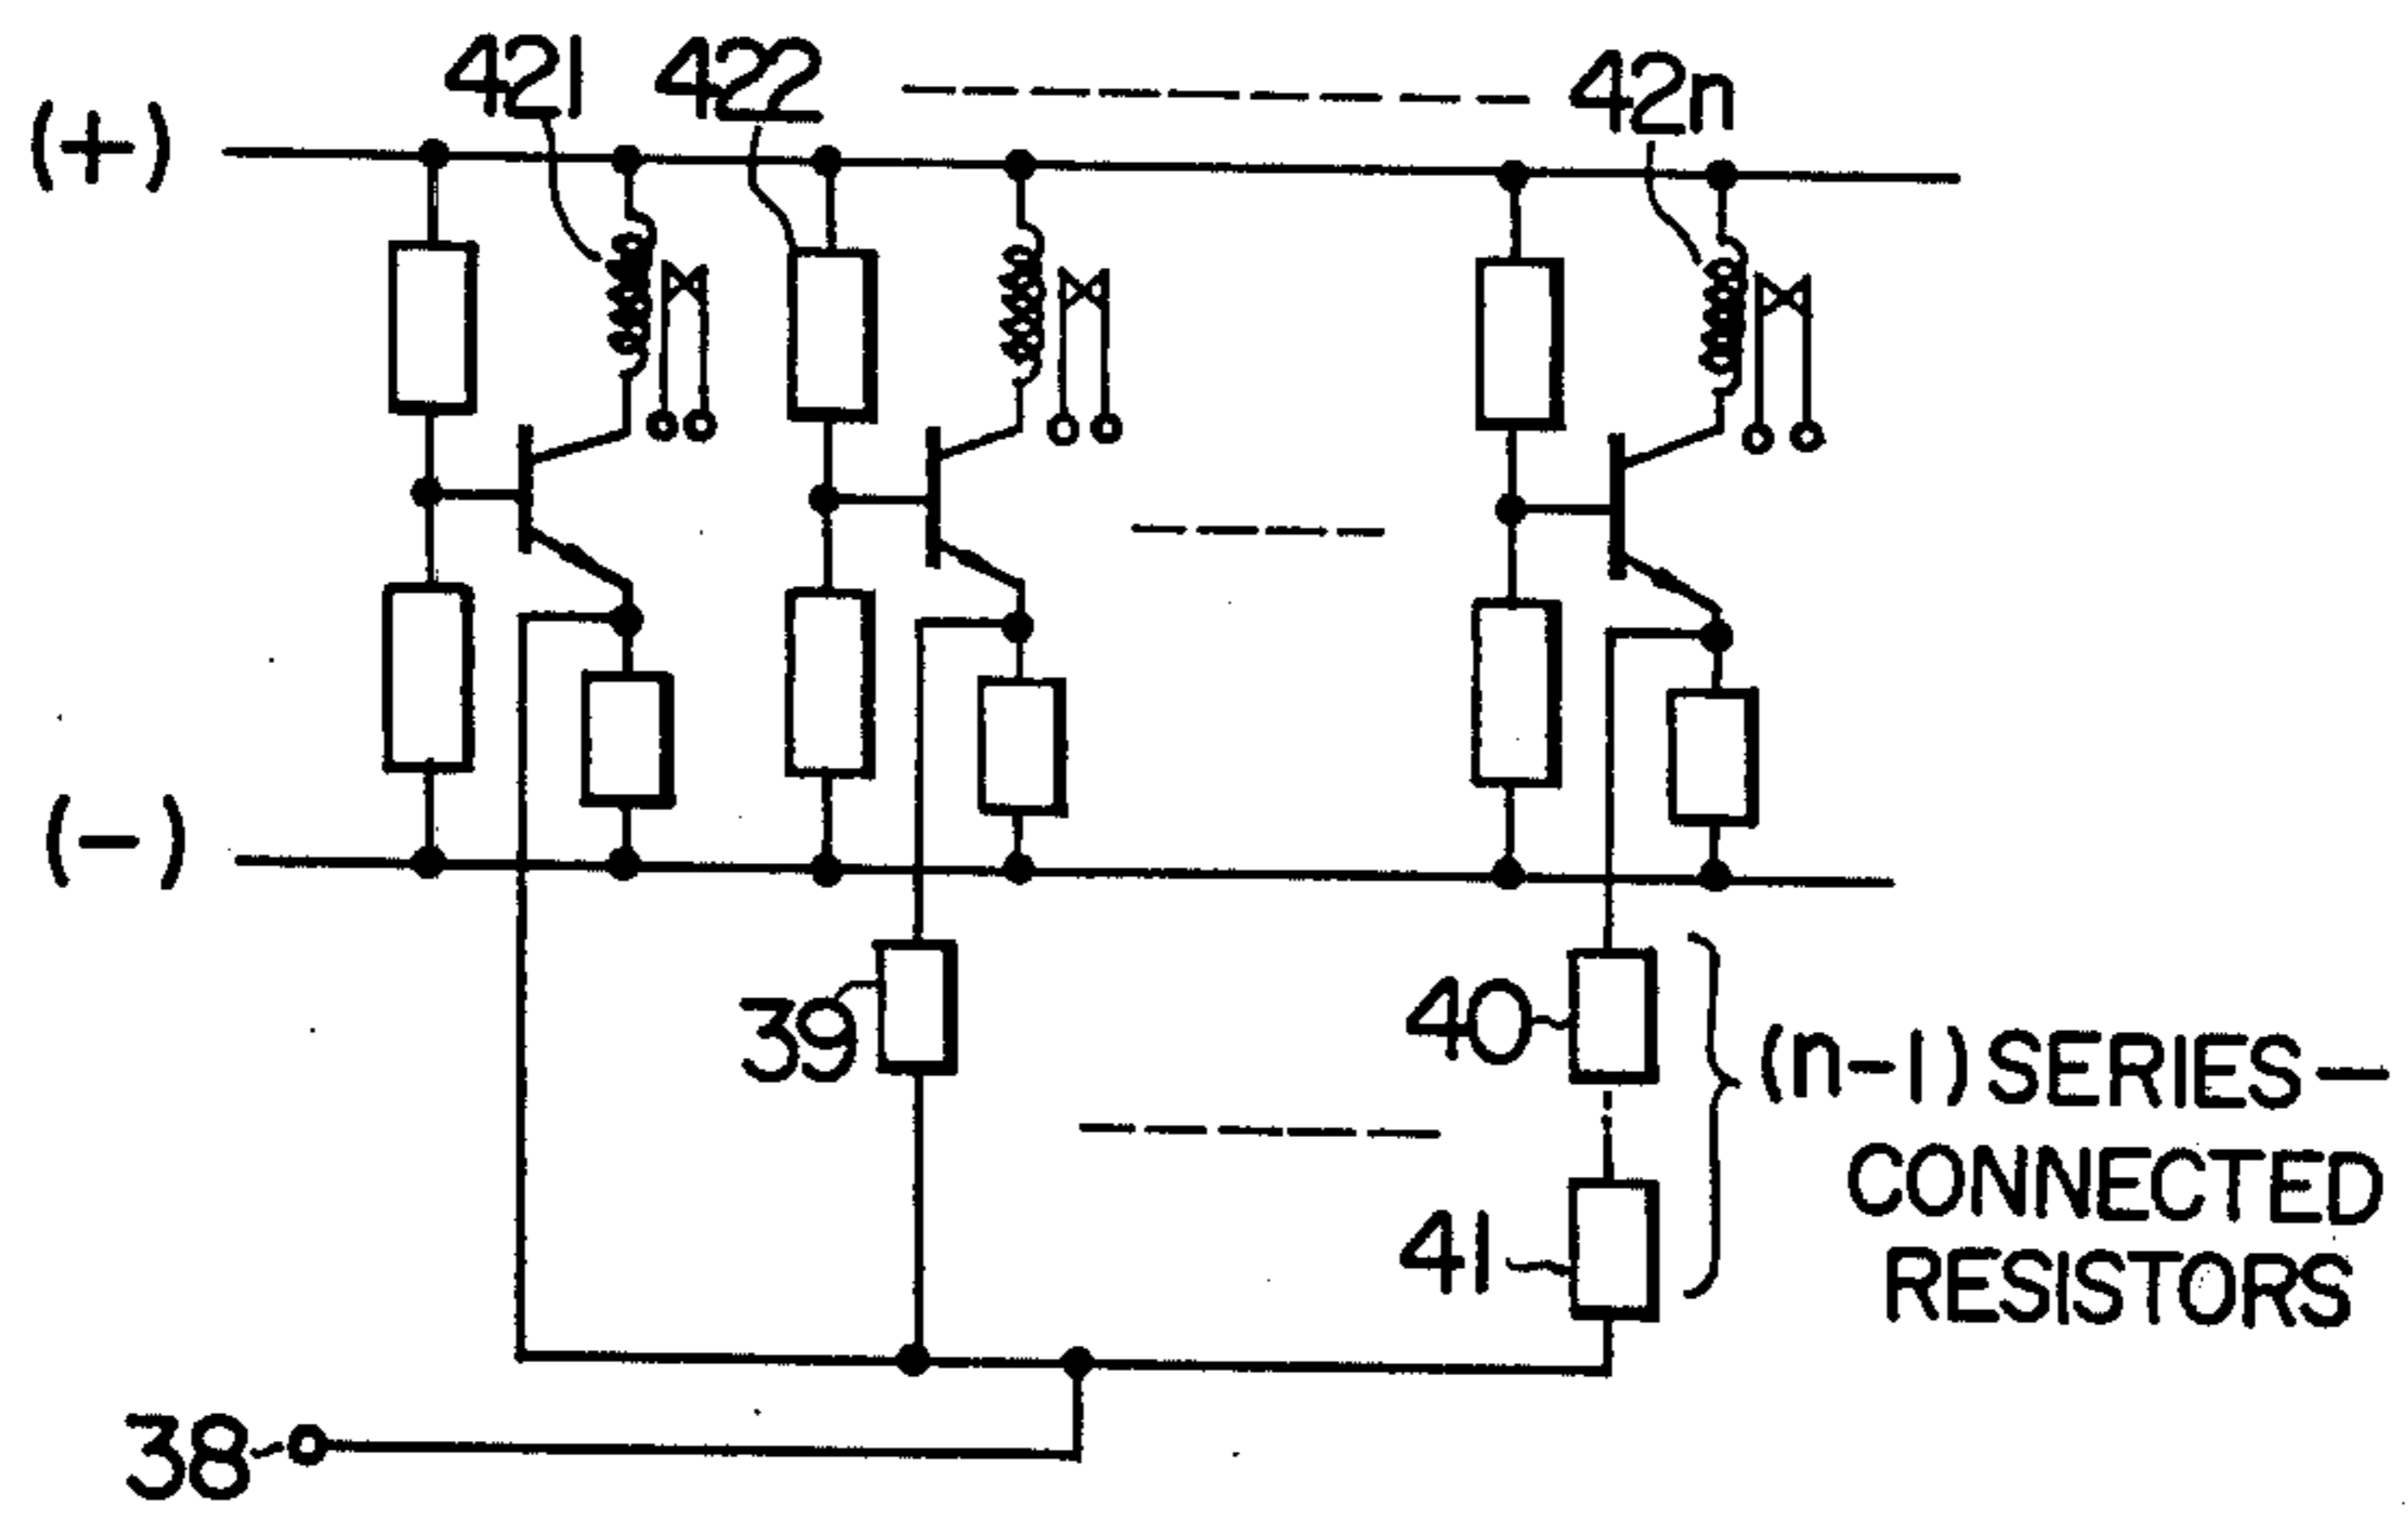 421 422 42n
(+)
(-)
39
40
(n-1) SERIES-
CONNECTED
41
RESISTORS
38